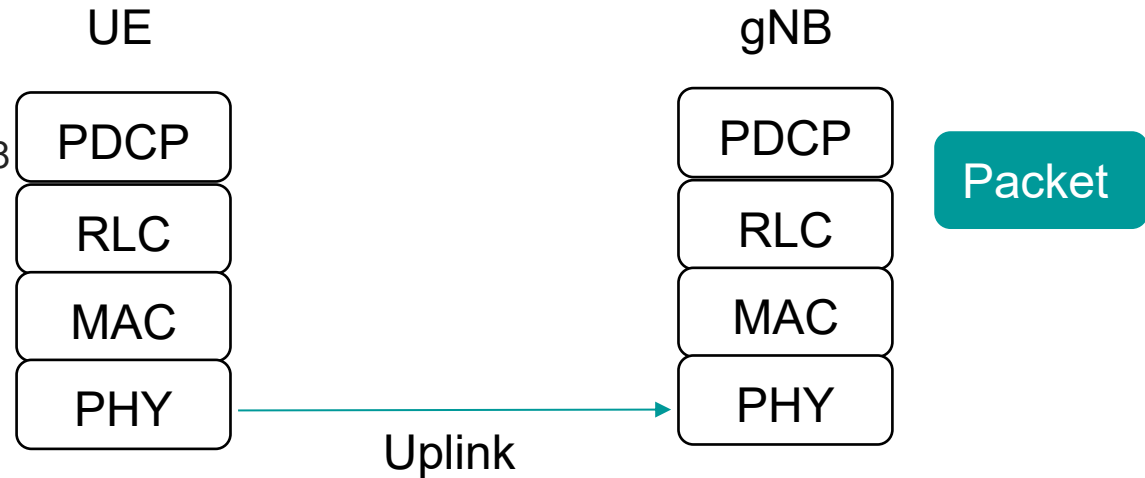 UE
gNB
PDCP
PDCP
Packet
RLC
RLC
MAC
MAC
PHY
PHY
Uplink